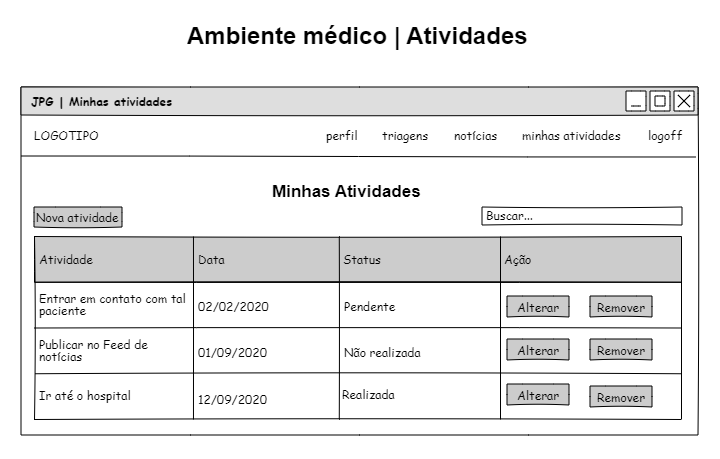 Ambiente médico | Atividades
JPG | Minhas atividades
LOGOTIPO perfil triagens notícias minhas atividades logoff
Minhas Atividades
Nova atividade Buscar...
Atividade Data Status Ação
Entrar em contato com tal
paciente 02/02/2020 Pendente Alterar Remover
Publicar no Feed de
notícias 01/09/2020 Não realizada Alterar Remover
Ir até o hospital 12/09/2020 Realizada Alterar Remover